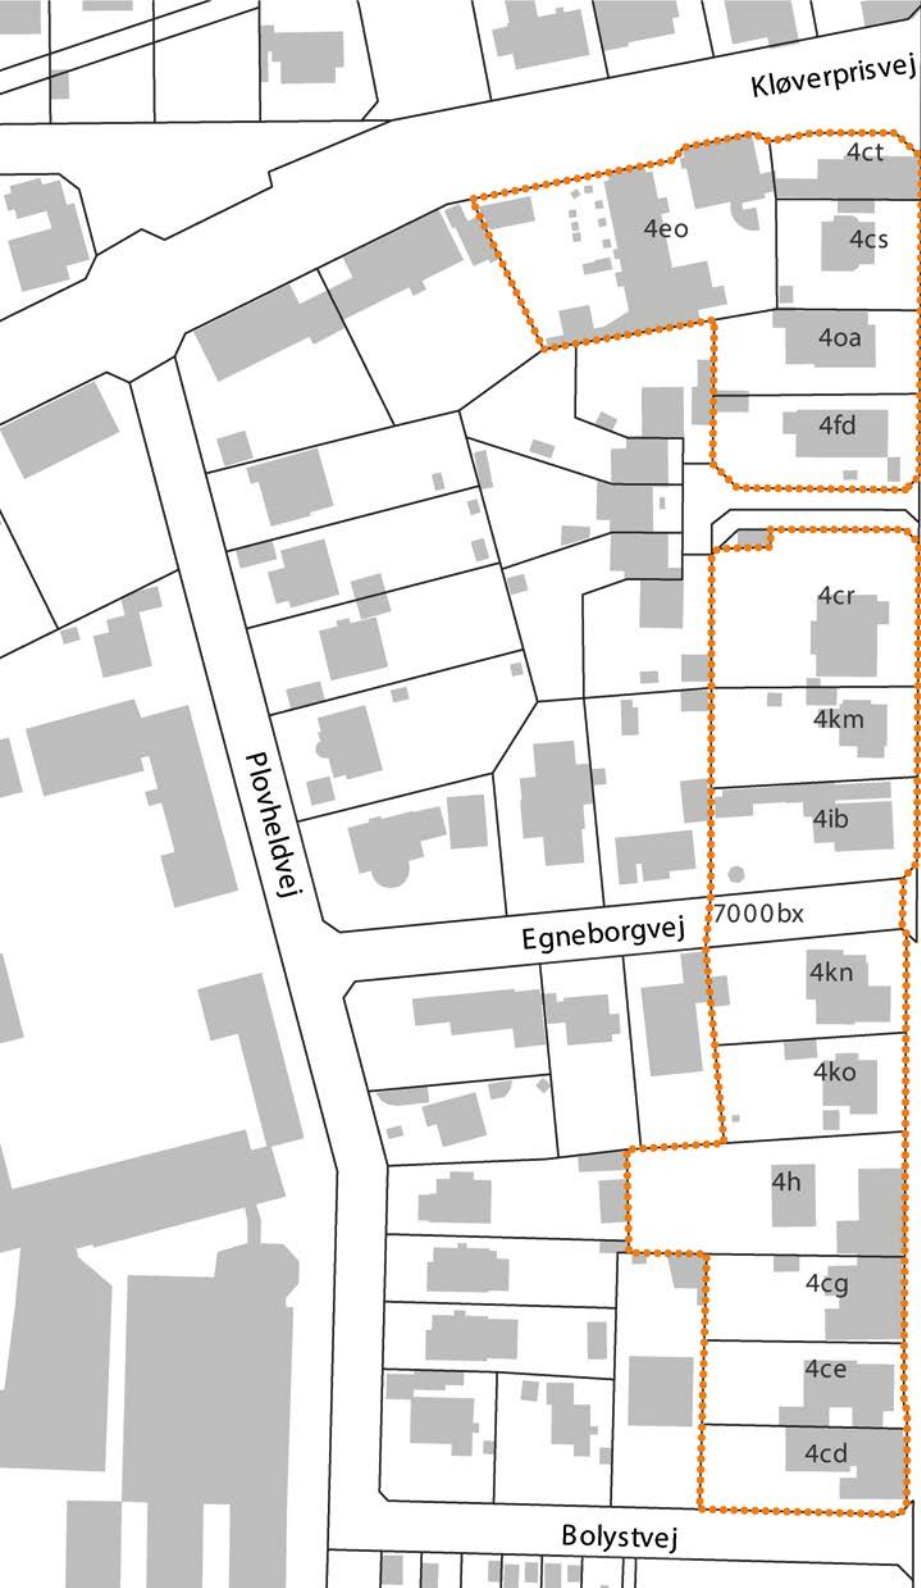 Kløverprisvej
4ct
4eo
4cs
4oa
4fd
4cr
4km
Plovheldvej
4ib
7000bx
Egneborgvej
4kn
4ko
4h
4cg
4ce
4cd
Bolystvej